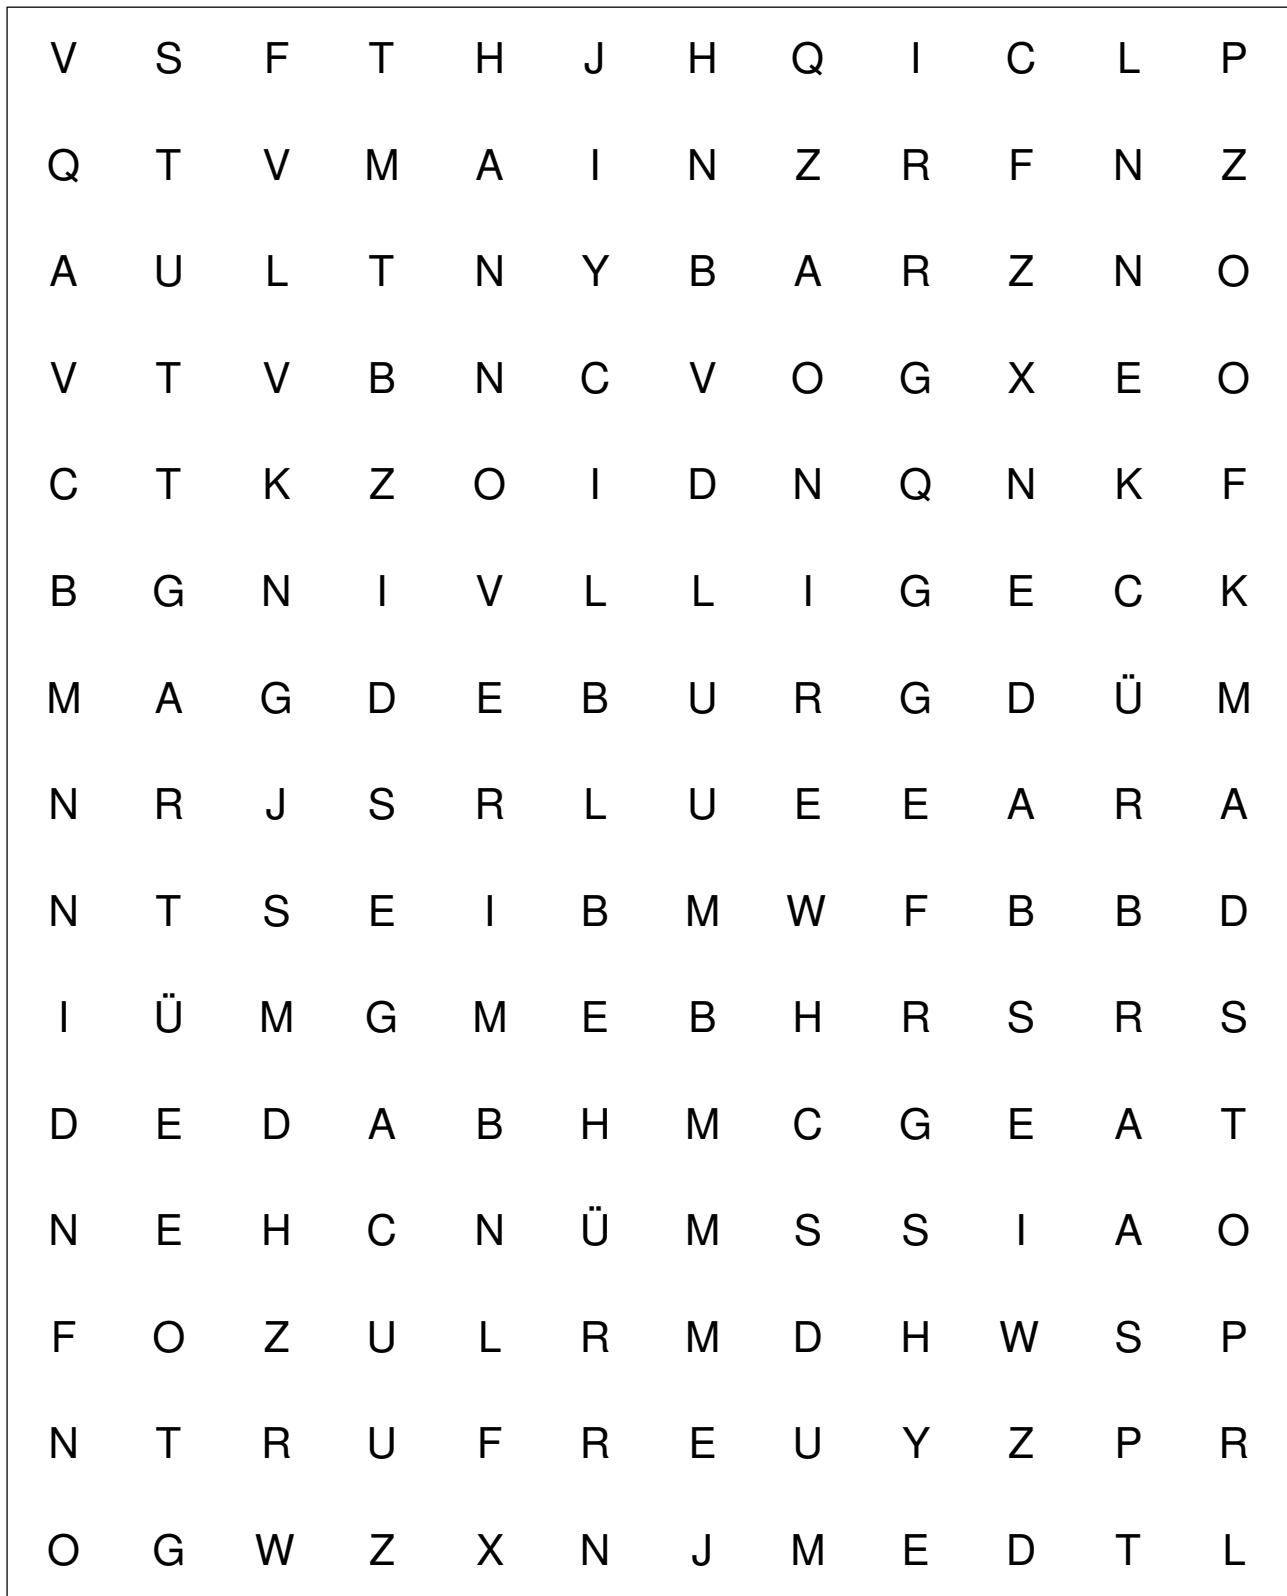 V S F T H J H Q I C L P
Q T V M A I N Z R F N Z
A U L T N Y B A R Z N O
V T V B N C V O G X E O
C T K Z O I D N Q N K F
B G N I V L L I G E C K
M A G D E B U R G D Ü M
N R J S R L U E E A R A
N T S E I B M W F B B D
I Ü M G M E B H R S R S
D E D A B H M C G E A T
N E H C N Ü M S S I A O
F O Z U L R M D H W S P
N T R U F R E U Y Z P R
O G W Z X N J M E D T L